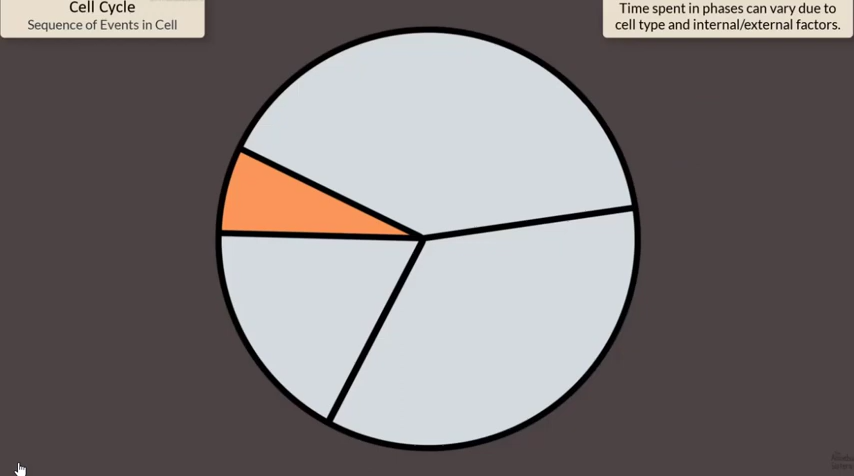 Cell Cycle
Sequence of Events in Cell
Time spent in phases can vary due to
cell type and internal/external factors.